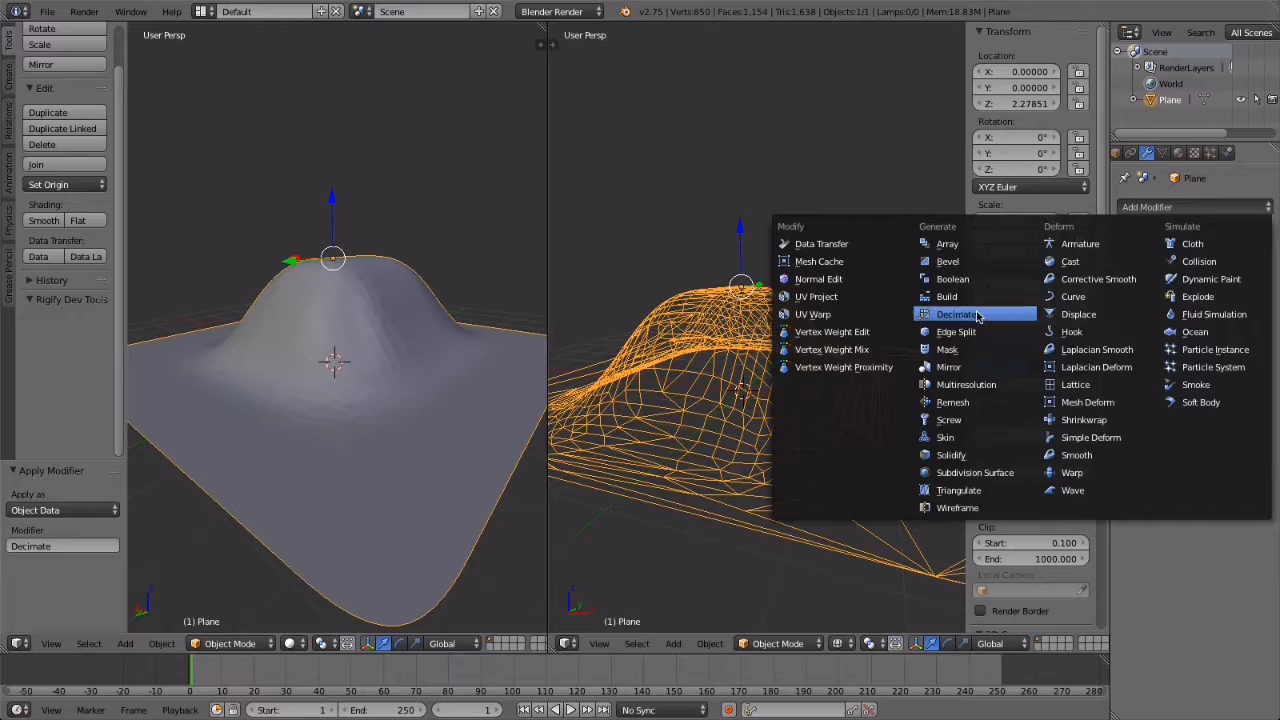 File Render Window Help Default Scene Blender Render v2.75 | Verts:850 | Faces:1,154 | Tris:1,638 | Objects:1/1 | Lamps:0/0 | Mem:18.83M | Plane
Tools
Create
Relations
Animation
Physics
Grease Pencil
Rotate
Scale
Mirror
Edit
Duplicate
Duplicate Linked
Delete
Join
Set Origin
Shading:
Smooth Flat
Data Transfer:
Data Data La
History
Rigify Dev Tools
Apply Modifier
Apply as
Object Data
Modifier
Decimate
User Persp
(1) Plane
User Persp
(1) Plane
Transform
Location:
X: 0.00000
Y: 0.00000
Z: 2.27851
Rotation:
X: 0°
Y: 0°
Z: 0°
XYZ Euler
Scale:
Clip:
Start: 0.100
End: 1000.000
Local Camera...
Render Border
View Search All Scenes
Scene
RenderLayers
World
Plane
Plane
Add Modifier
Modify
Data Transfer
Mesh Cache
Normal Edit
UV Project
UV Warp
Vertex Weight Edit
Vertex Weight Mix
Vertex Weight Proximity
Generate
Array
Bevel
Boolean
Build
Decimate
Edge Split
Mask
Mirror
Multiresolution
Remesh
Screw
Skin
Solidify
Subdivision Surface
Triangulate
Wireframe
Deform
Armature
Cast
Corrective Smooth
Curve
Displace
Hook
Laplacian Smooth
Laplacian Deform
Lattice
Mesh Deform
Shrinkwrap
Simple Deform
Smooth
Warp
Wave
Simulate
Cloth
Collision
Dynamic Paint
Explode
Fluid Simulation
Ocean
Particle Instance
Particle System
Smoke
Soft Body
View Select Add Object Object Mode Global
View Select Add Object Object Mode Global
-50 -40 -30 -20 -10 0 10 20 30 40 50 60 70 80 90 100 110 120 130 140 150 160 170 180 190 200 210 220 230 240 250 260 270 280
View Marker Frame Playback Start: 1 End: 250 1 No Sync